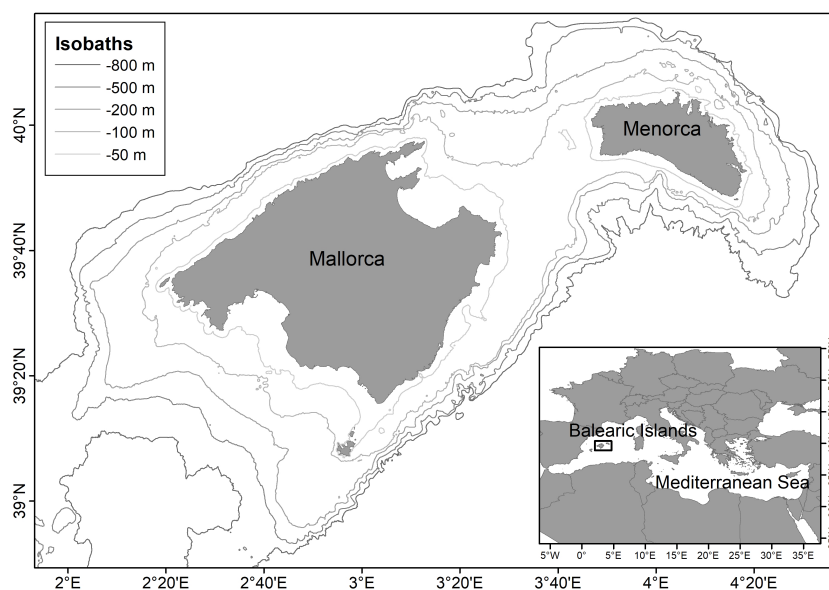 Isobaths
-800 m
-500 m
-200 m
-100 m
-50 m
40°N
39°40'N
39°20'N
39°N
Menorca
Mallorca
Balearic Islands
Mediterranean Sea
5°W 0° 5°E 10°E 15°E 20°E 25°E 30°E 35°E
2°E 2°20'E 2°40'E 3°E 3°20'E 3°40'E 4°E 4°20'E